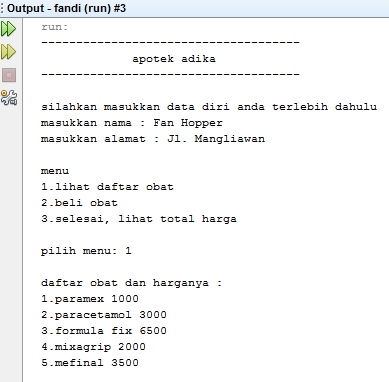 Output - fandi (run) #3
run:
-------------------------------------
apotek adika
-------------------------------------
silahkan masukkan data diri anda terlebih dahulu
masukkan nama : Fan Hopper
masukkan alamat : Jl. Mangliawan
menu
1.lihat daftar obat
2.beli obat
3.selesai, lihat total harga
pilih menu: 1
daftar obat dan harganya :
1.paramex 1000
2.paracetamol 3000
3.formula fix 6500
4.mixagrip 2000
5.mefinal 3500